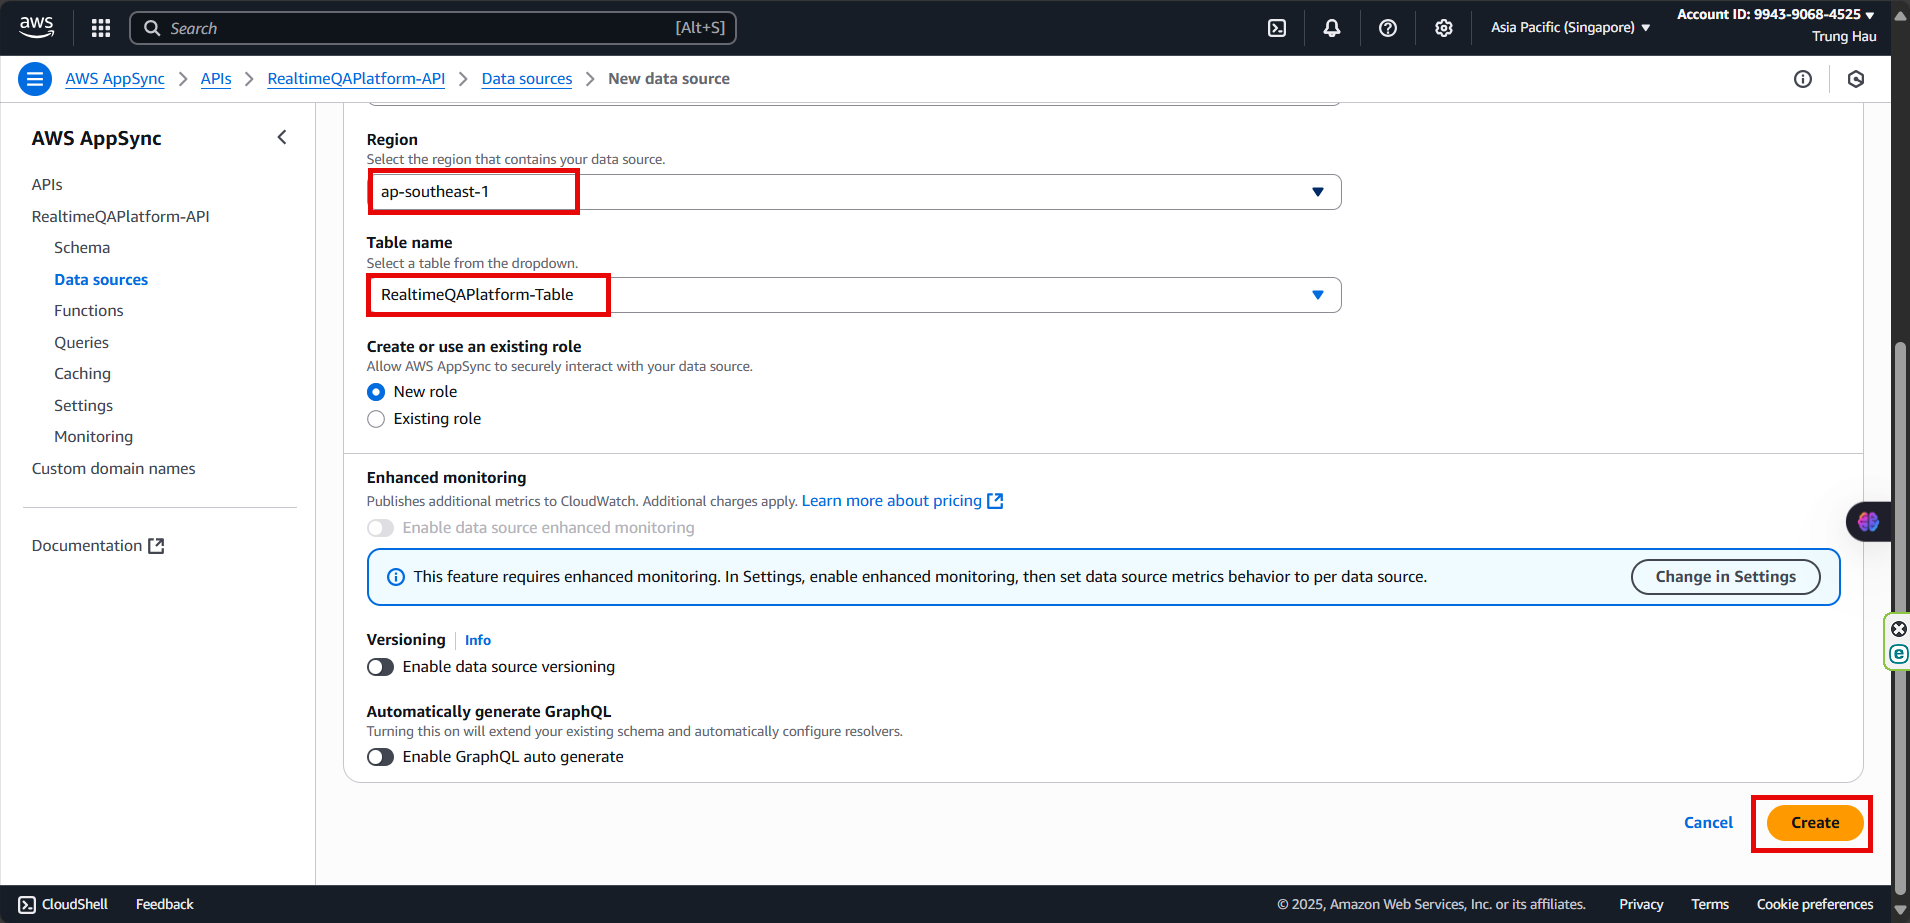 aws
Search [Alt+S]
Asia Pacific (Singapore)
Account ID: 9943-9068-4525
Trung Hau
AWS AppSync
APIs
RealtimeQAPlatform-API
Data sources
New data source
AWS AppSync
APIs
RealtimeQAPlatform-API
Schema
Data sources
Functions
Queries
Caching
Settings
Monitoring
Custom domain names
Documentation
Region
Select the region that contains your data source.
ap-southeast-1
Table name
Select a table from the dropdown.
RealtimeQAPlatform-Table
Create or use an existing role
Allow AWS AppSync to securely interact with your data source.
New role
Existing role
Enhanced monitoring
Publishes additional metrics to CloudWatch. Additional charges apply. Learn more about pricing
Enable data source enhanced monitoring
This feature requires enhanced monitoring. In Settings, enable enhanced monitoring, then set data source metrics behavior to per data source.
Change in Settings
Versioning Info
Enable data source versioning
Automatically generate GraphQL
Turning this on will extend your existing schema and automatically configure resolvers.
Enable GraphQL auto generate
Cancel
Create
CloudShell
Feedback
© 2025, Amazon Web Services, Inc. or its affiliates.
Privacy
Terms
Cookie preferences